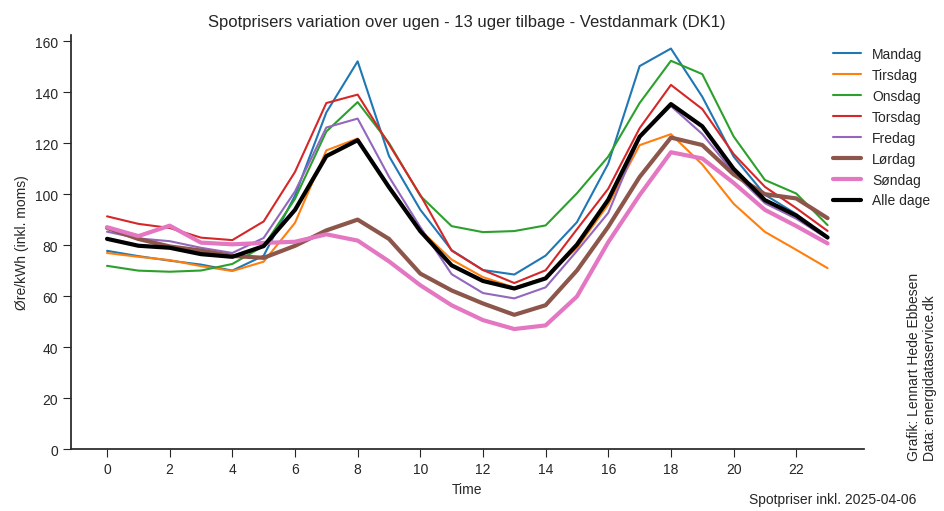 Spotprisers variation over ugen - 13 uger tilbage - Vestdanmark (DK1)
Øre/kWh (inkl. moms)
160
140
120
100
80
60
40
20
0
0 2 4 6 8 10 12 14 16 18 20 22
Time
Mandag
Tirsdag
Onsdag
Torsdag
Fredag
Lørdag
Søndag
Alle dage
Grafik: Lennart Hede Ebbesen
Data: energidataservice.dk
Spotpriser inkl. 2025-04-06